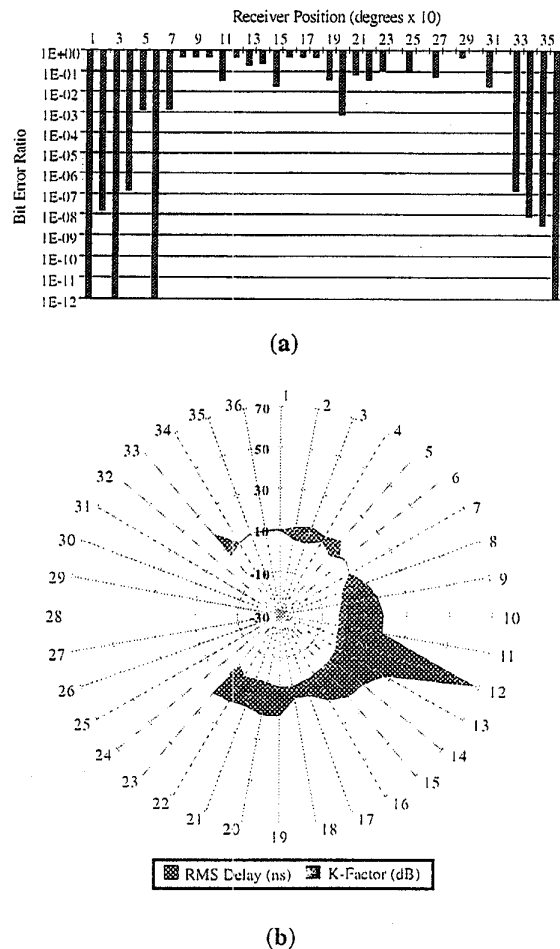 Receiver Position (degrees x 10)
1 3 5 7 9 11 13 15 17 19 21 23 25 27 29 31 33 35
Bit Error Ratio
1E+00
1E-01
1E-02
1E-03
1E-04
1E-05
1E-06
1E-07
1E-08
1E-09
1E-10
1E-11
1E-12
(a)
70
50
30
10
-10
-30
1
2
3
4
5
6
7
8
9
10
11
12
13
14
15
16
17
18
19
20
21
22
23
24
25
26
27
28
29
30
31
32
33
34
35
36
RMS Delay (ns) K-Factor (dB)
(b)